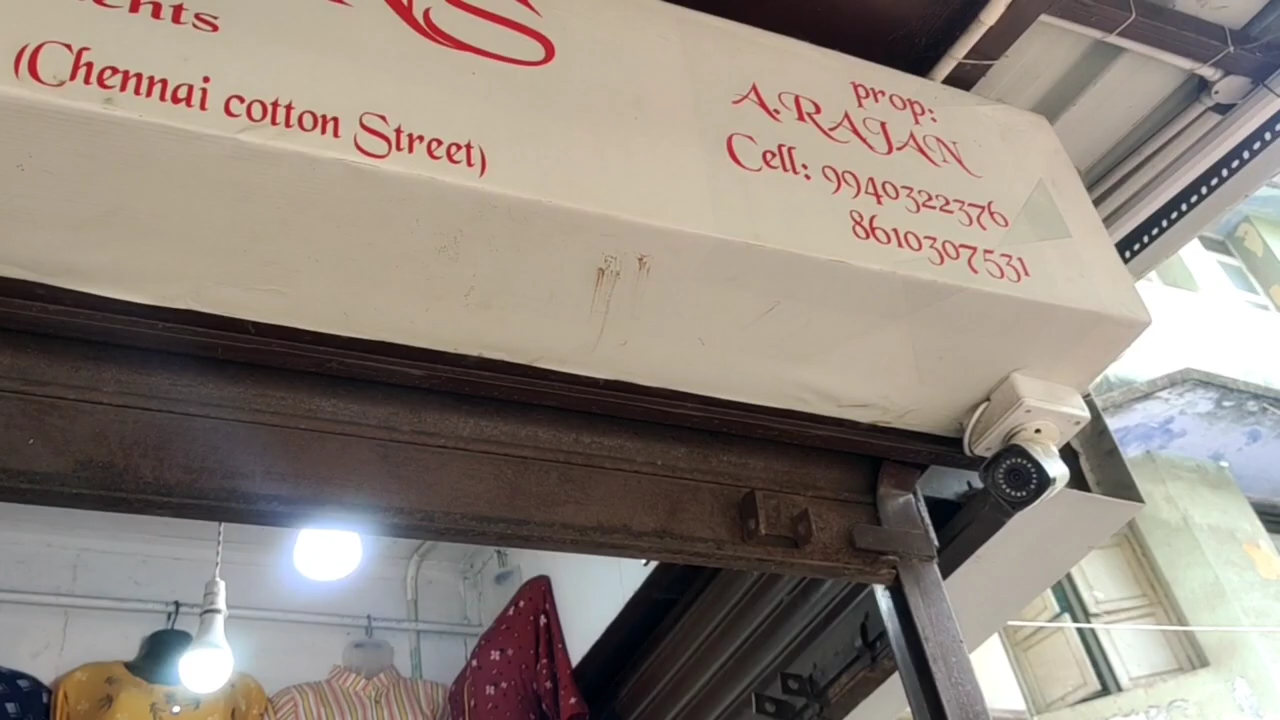 (Chennai cotton Street)
prop:
A.RAJAN
Cell: 9940322376
8610307531